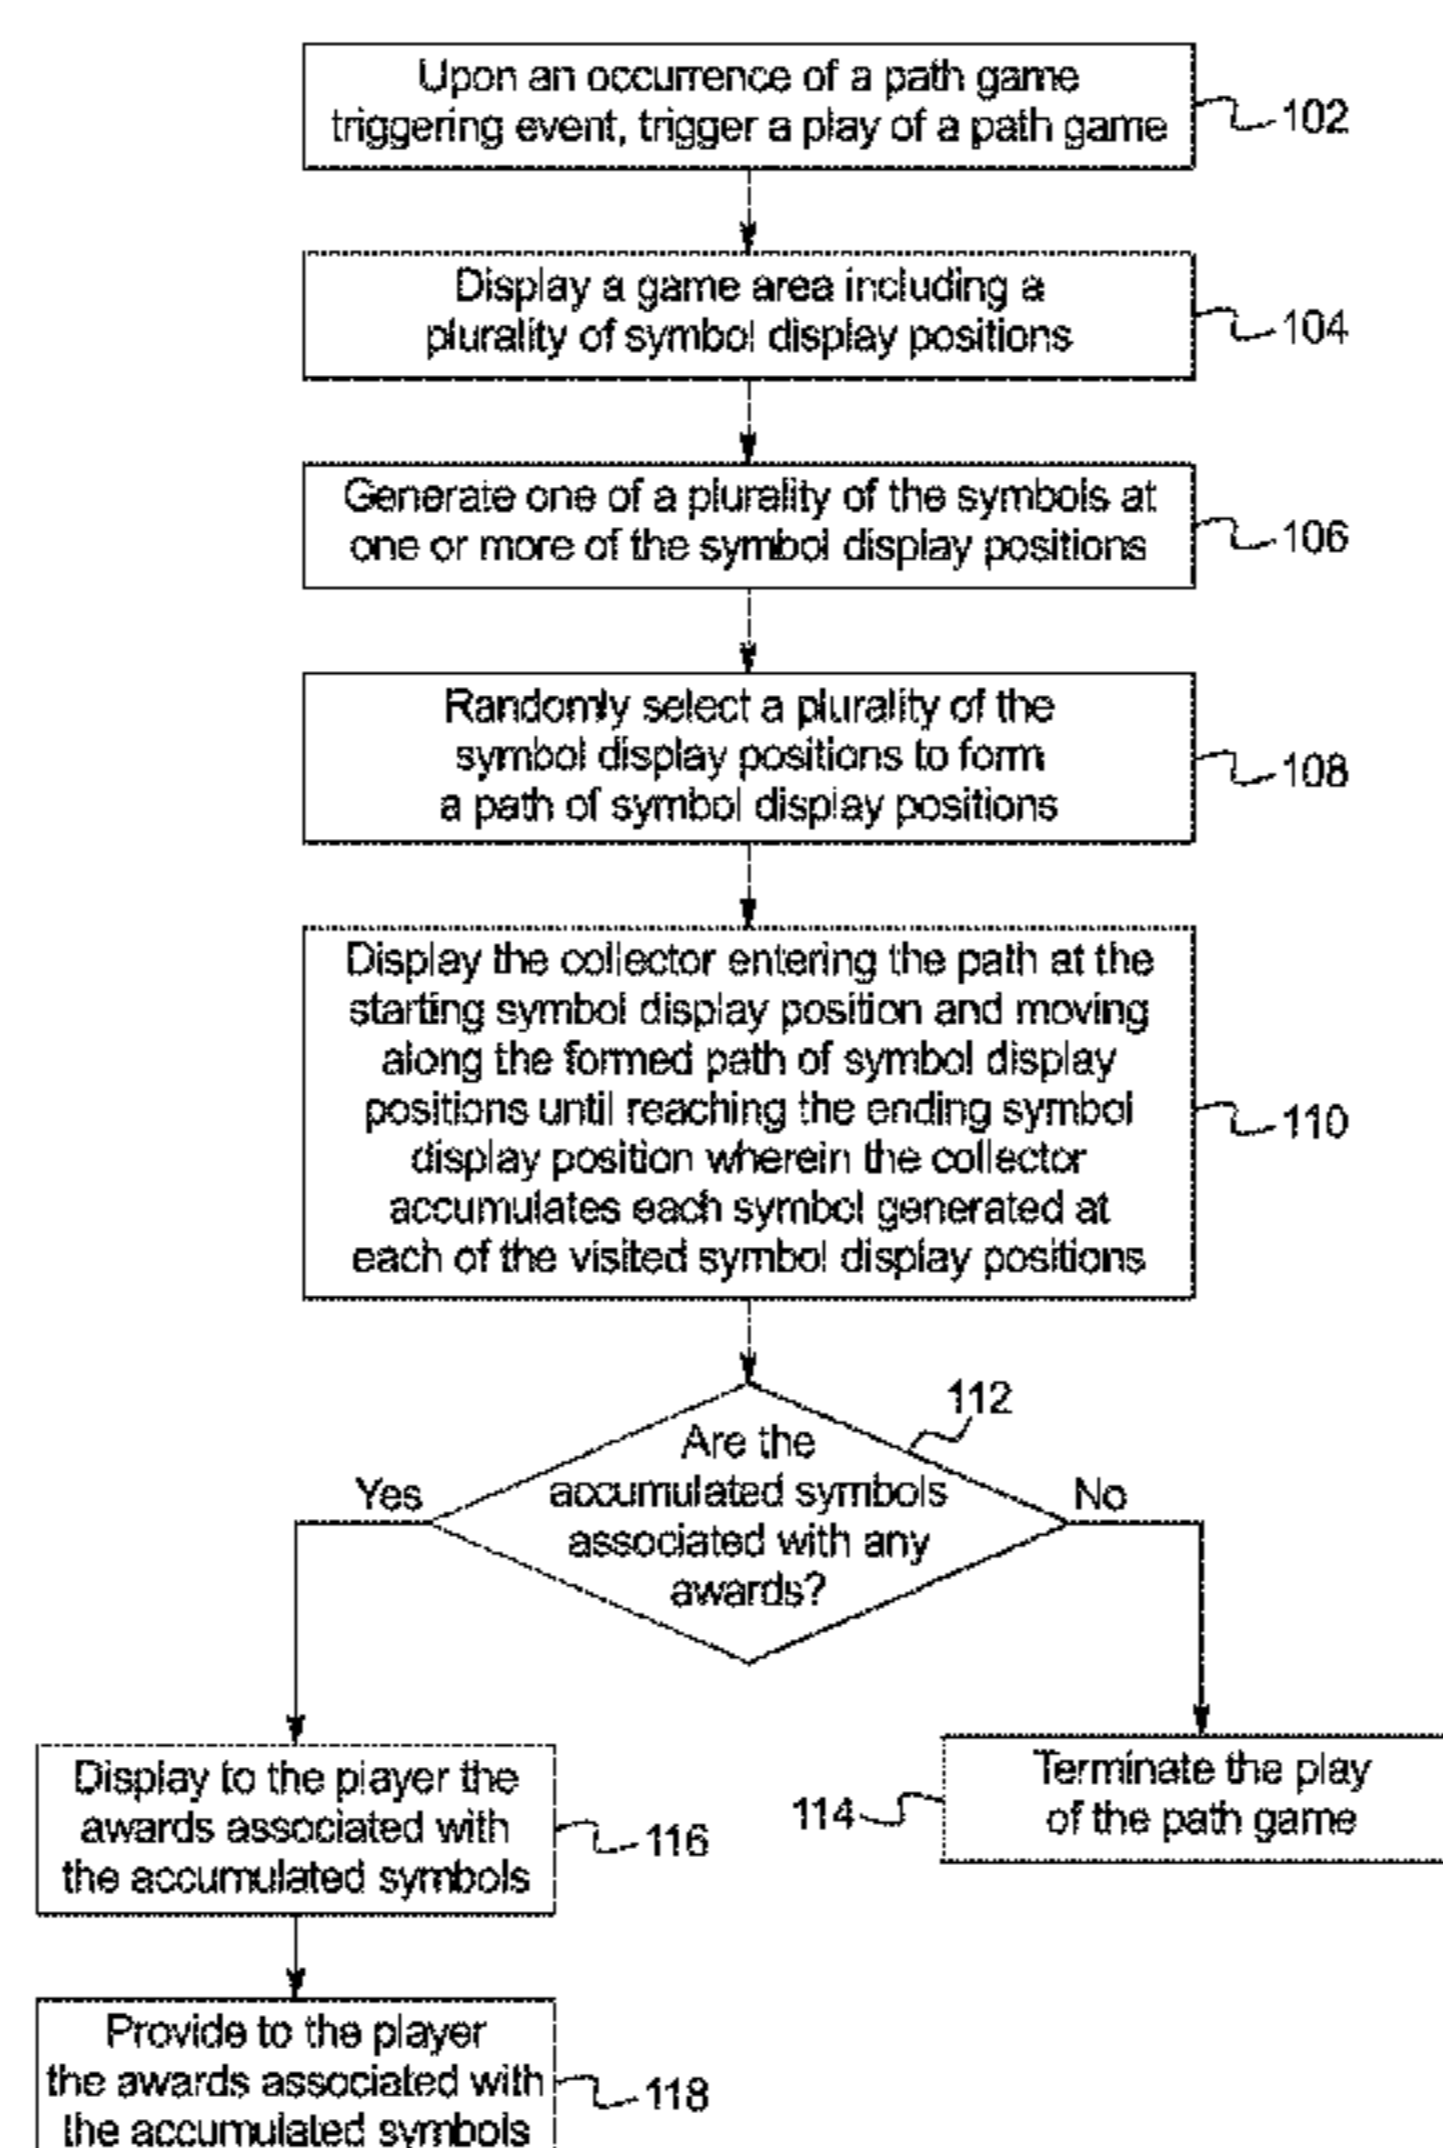 Upon an occurrence of a path game
triggering event, trigger a play of a path game
102
Display a game area including a
plurality of symbol display positions
104
Generate one of a plurality of the symbols at
one or more of the symbol display positions
106
Randomly select a plurality of the
symbol display positions to form
a path of symbol display positions
108
Display the collector entering the path at the
starting symbol display position and moving
along the formed path of symbol display
positions until reaching the ending symbol
display position wherein the collector
accumulates each symbol generated at
each of the visited symbol display positions
110
112
Are the
accumulated symbols
associated with any
awards?
Yes
No
Display to the player the
awards associated with
the accumulated symbols
116
Terminate the play
of the path game
114
Provide to the player
the awards associated with
the accumulated symbols
118